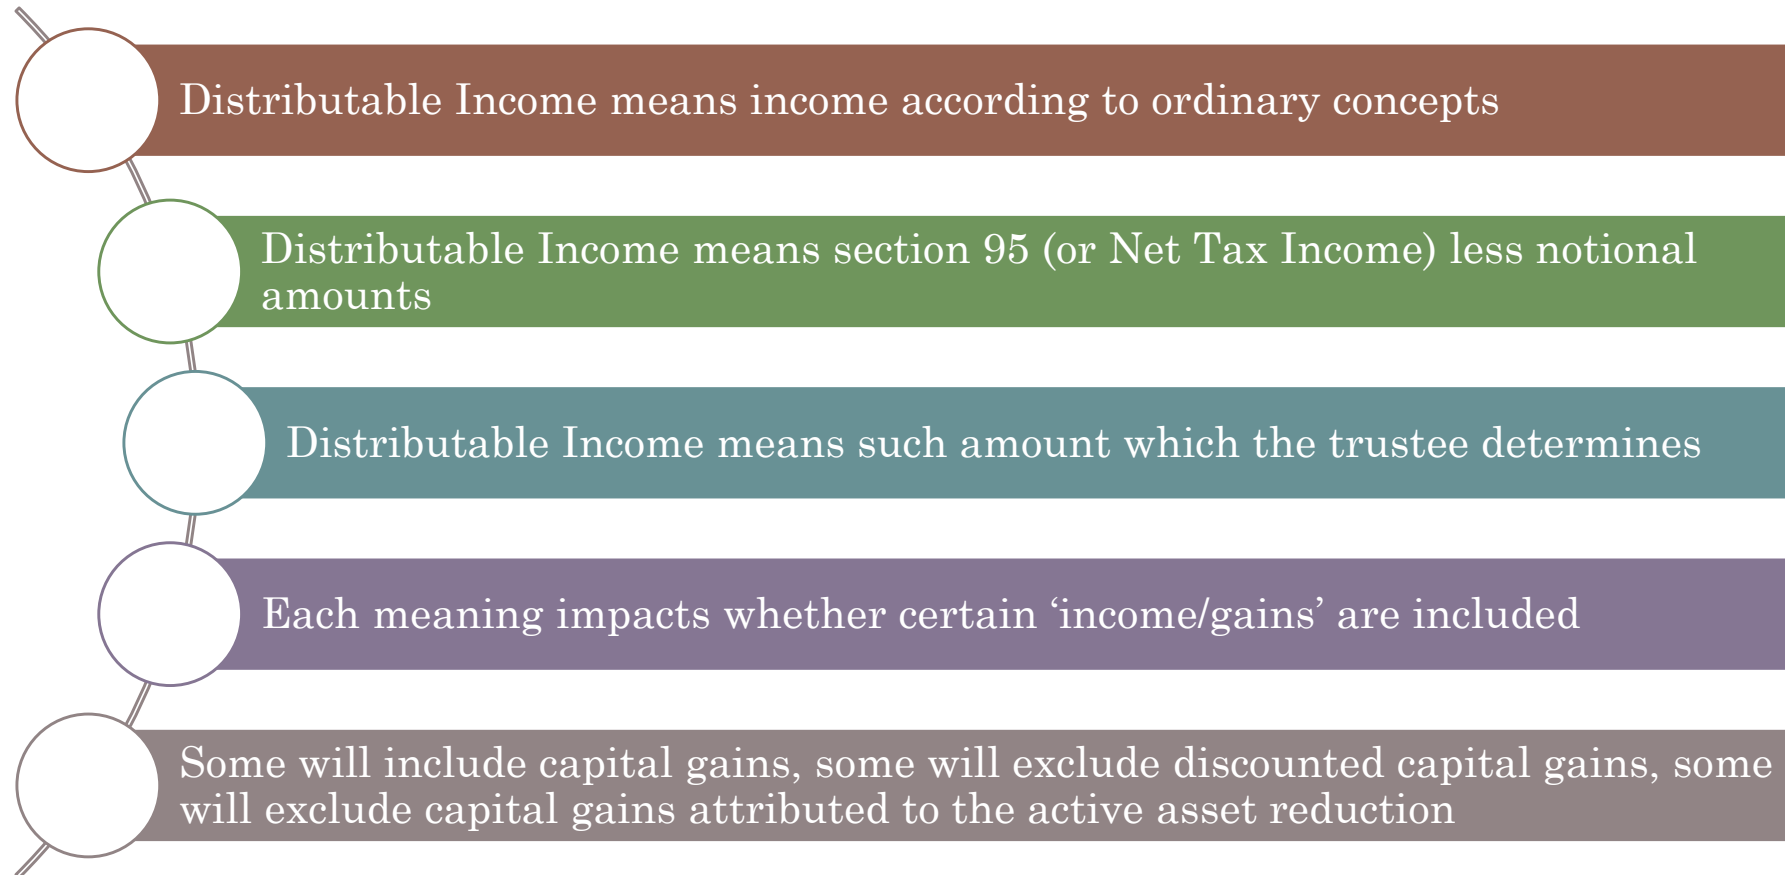 Distributable Income means income according to ordinary concepts
Distributable Income means section 95 (or Net Tax Income) less notional
amounts
Distributable Income means such amount which the trustee determines
Each meaning impacts whether certain ‘income/gains’ are included
Some will include capital gains, some will exclude discounted capital gains, some
will exclude capital gains attributed to the active asset reduction